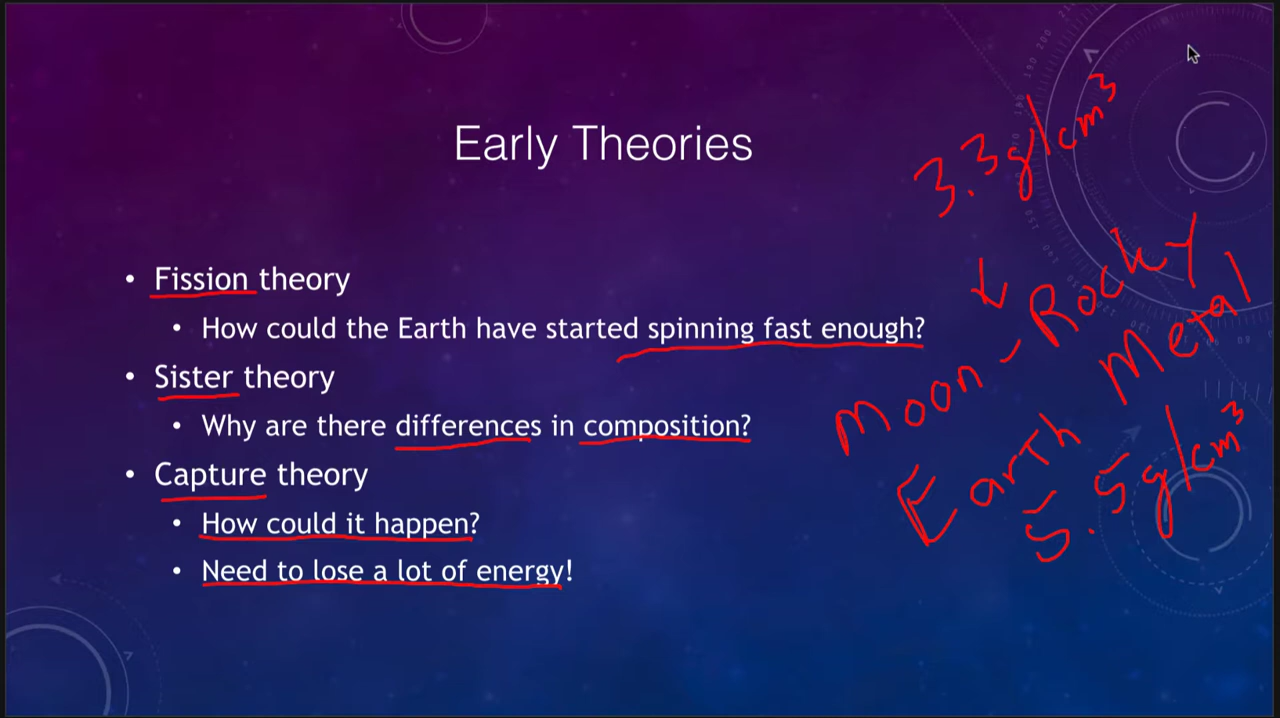 Early Theories
• Fission theory
• How could the Earth have started spinning fast enough?
• Sister theory
• Why are there differences in composition?
• Capture theory
• How could it happen?
• Need to lose a lot of energy!
3.3 g/cm³
Moon - Rocky
Earth Metal
5.5 g/cm³